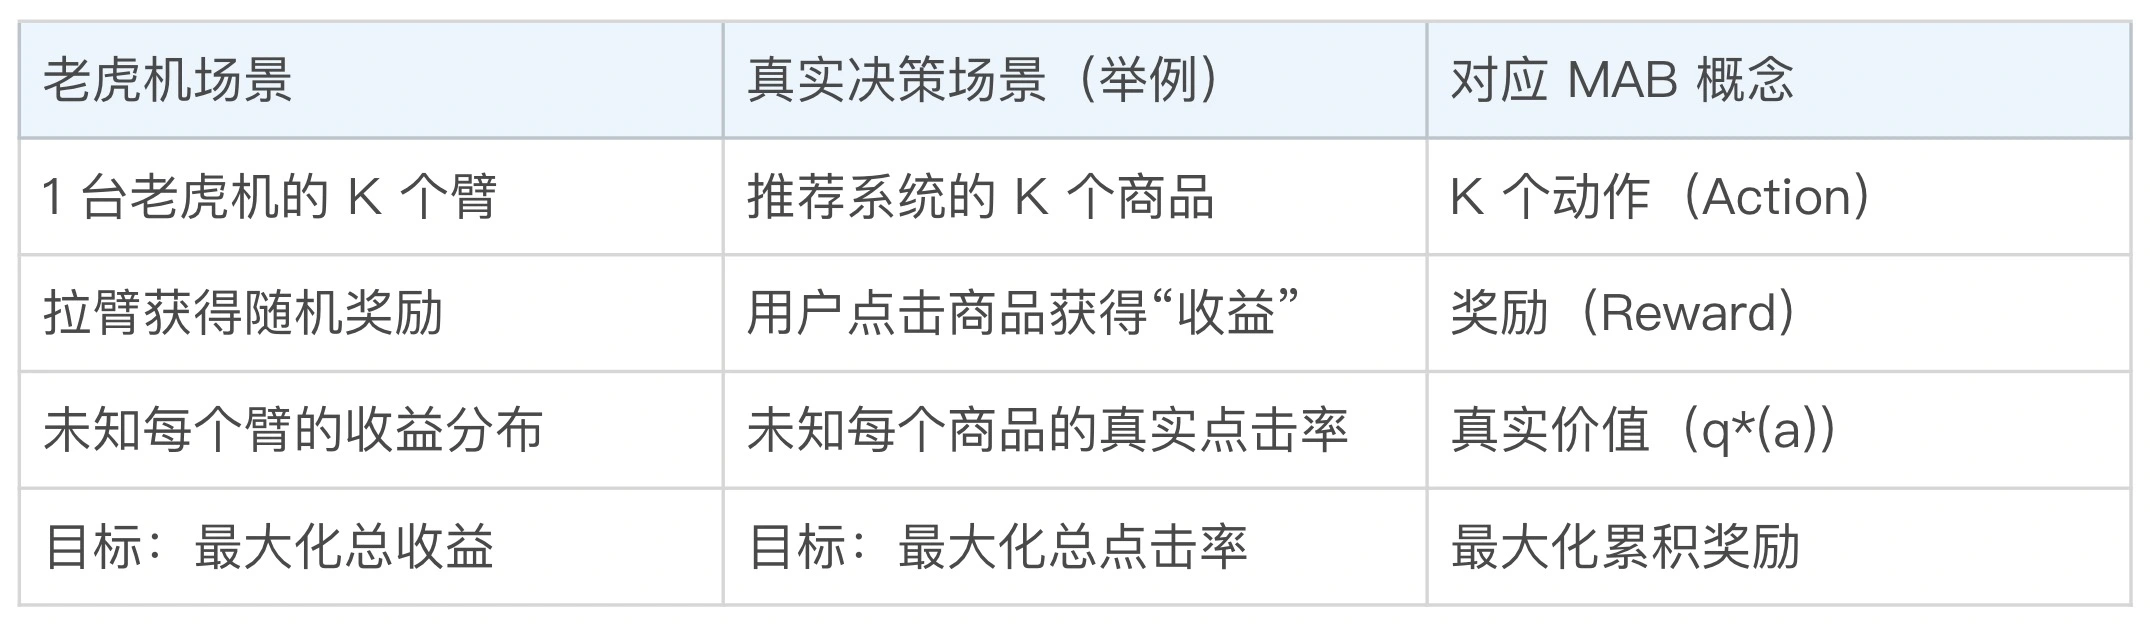 老虎机场景
真实决策场景（举例）
对应 MAB 概念
1 台老虎机的 K 个臂
推荐系统的 K 个商品
K 个动作（Action）
拉臂获得随机奖励
用户点击商品获得“收益”
奖励（Reward）
未知每个臂的收益分布
未知每个商品的真实点击率
真实价值（q*(a)）
目标：最大化总收益
目标：最大化总点击率
最大化累积奖励